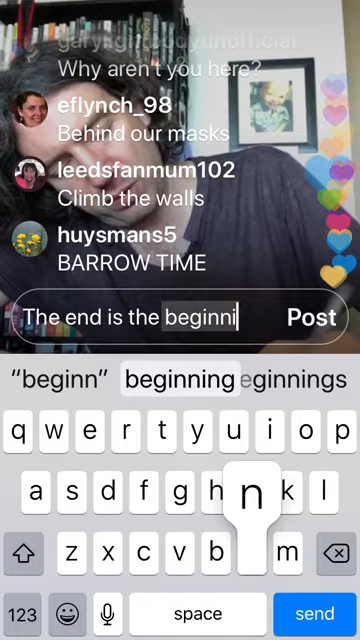 garylightbodyunofficial
Why aren't you here?
eflynch_98
Behind our masks
leedsfanmum102
Climb the walls
huysmans5
BARROW TIME
The end is the beginni
Post
"beginn" beginning eginnings
q w e r t y u i o p
a s d f g h n k l
z x c v b m
123 space send